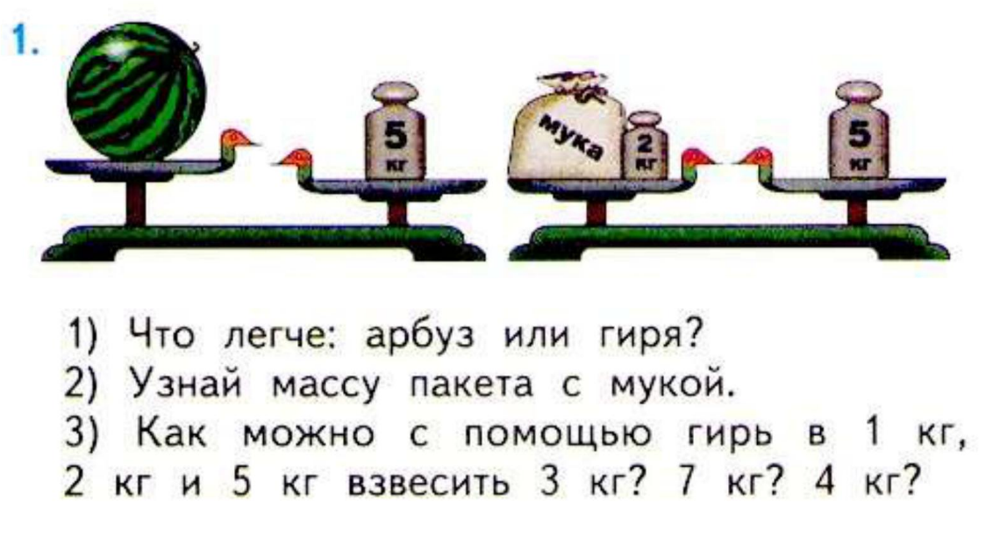 1.
5
кг
мука
2
кг
5
кг
1) Что легче: арбуз или гиря?
2) Узнай массу пакета с мукой.
3) Как можно с помощью гирь в 1 кг,
2 кг и 5 кг взвесить 3 кг? 7 кг? 4 кг?